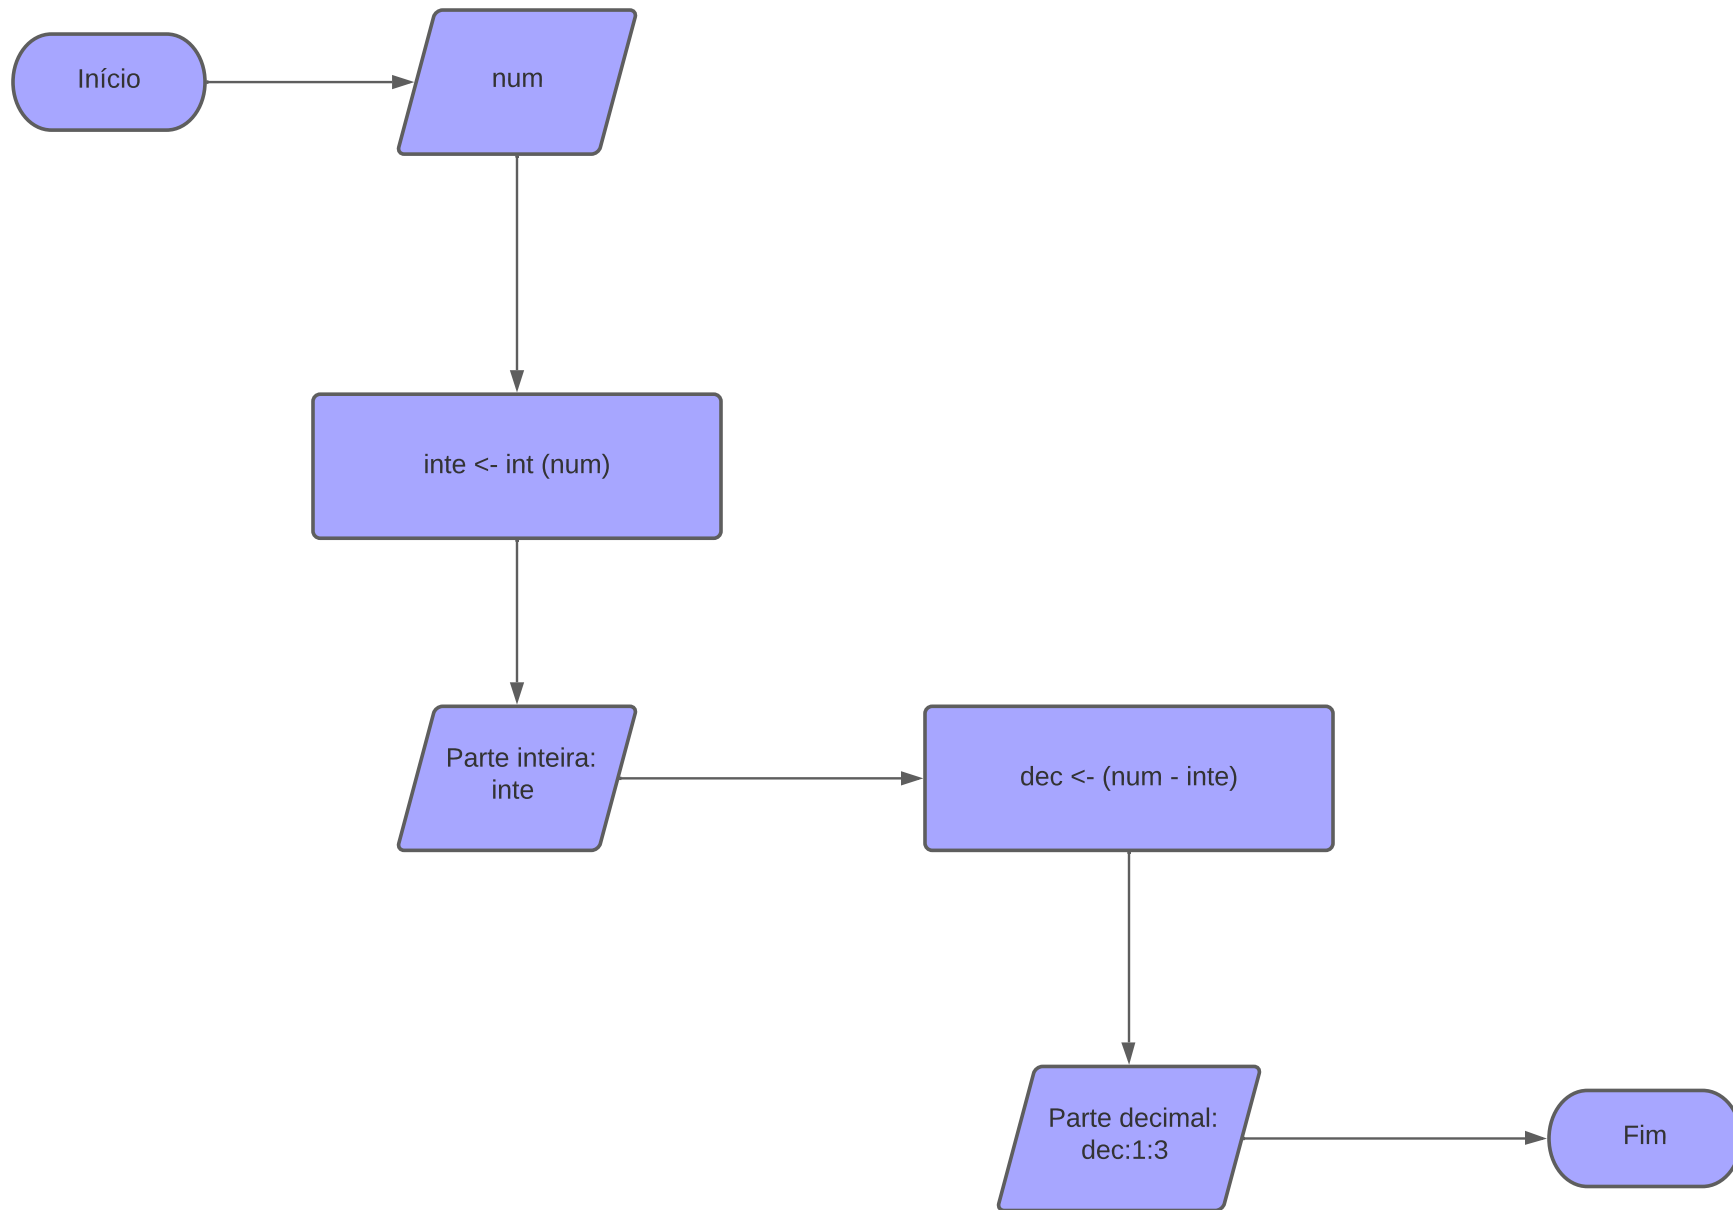 Início
num
inte <- int (num)
Parte inteira:
inte
dec <- (num - inte)
Parte decimal:
dec:1:3
Fim